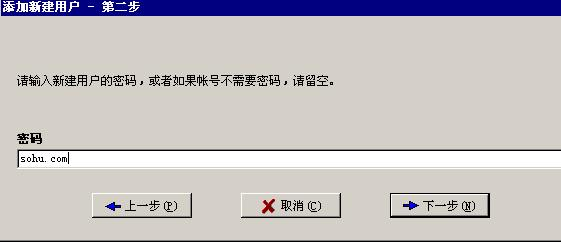 添加新建用户 - 第二步
请输入新建用户的密码，或者如果帐号不需要密码，请留空。
密码
sohu.com
上一步(P) 取消(C) 下一步(N)